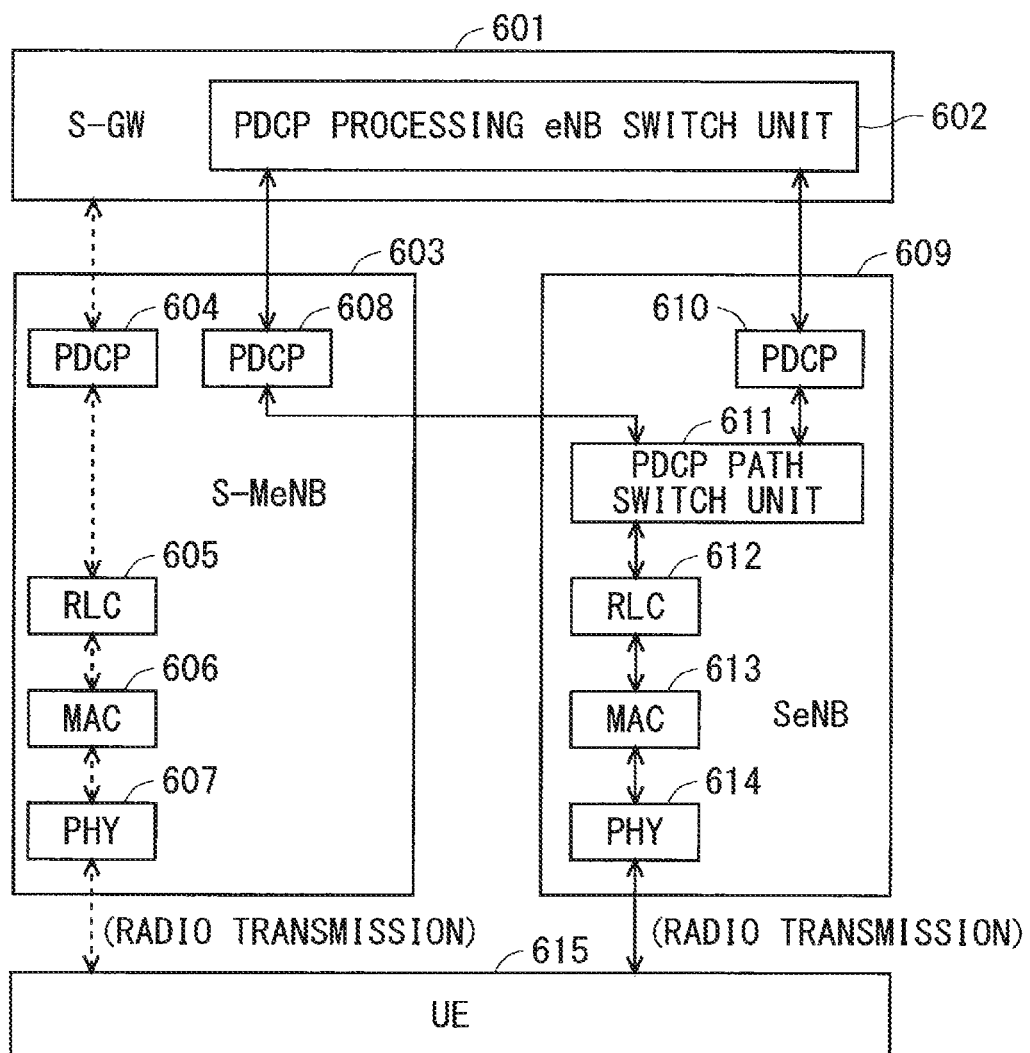 601
S-GW
PDCP PROCESSING eNB SWITCH UNIT
602
603
609
604
608
610
PDCP
PDCP
PDCP
611
PDCP PATH
SWITCH UNIT
S-MeNB
605
612
RLC
RLC
606
613
MAC
MAC
SeNB
607
614
PHY
PHY
(RADIO TRANSMISSION)
(RADIO TRANSMISSION)
615
UE